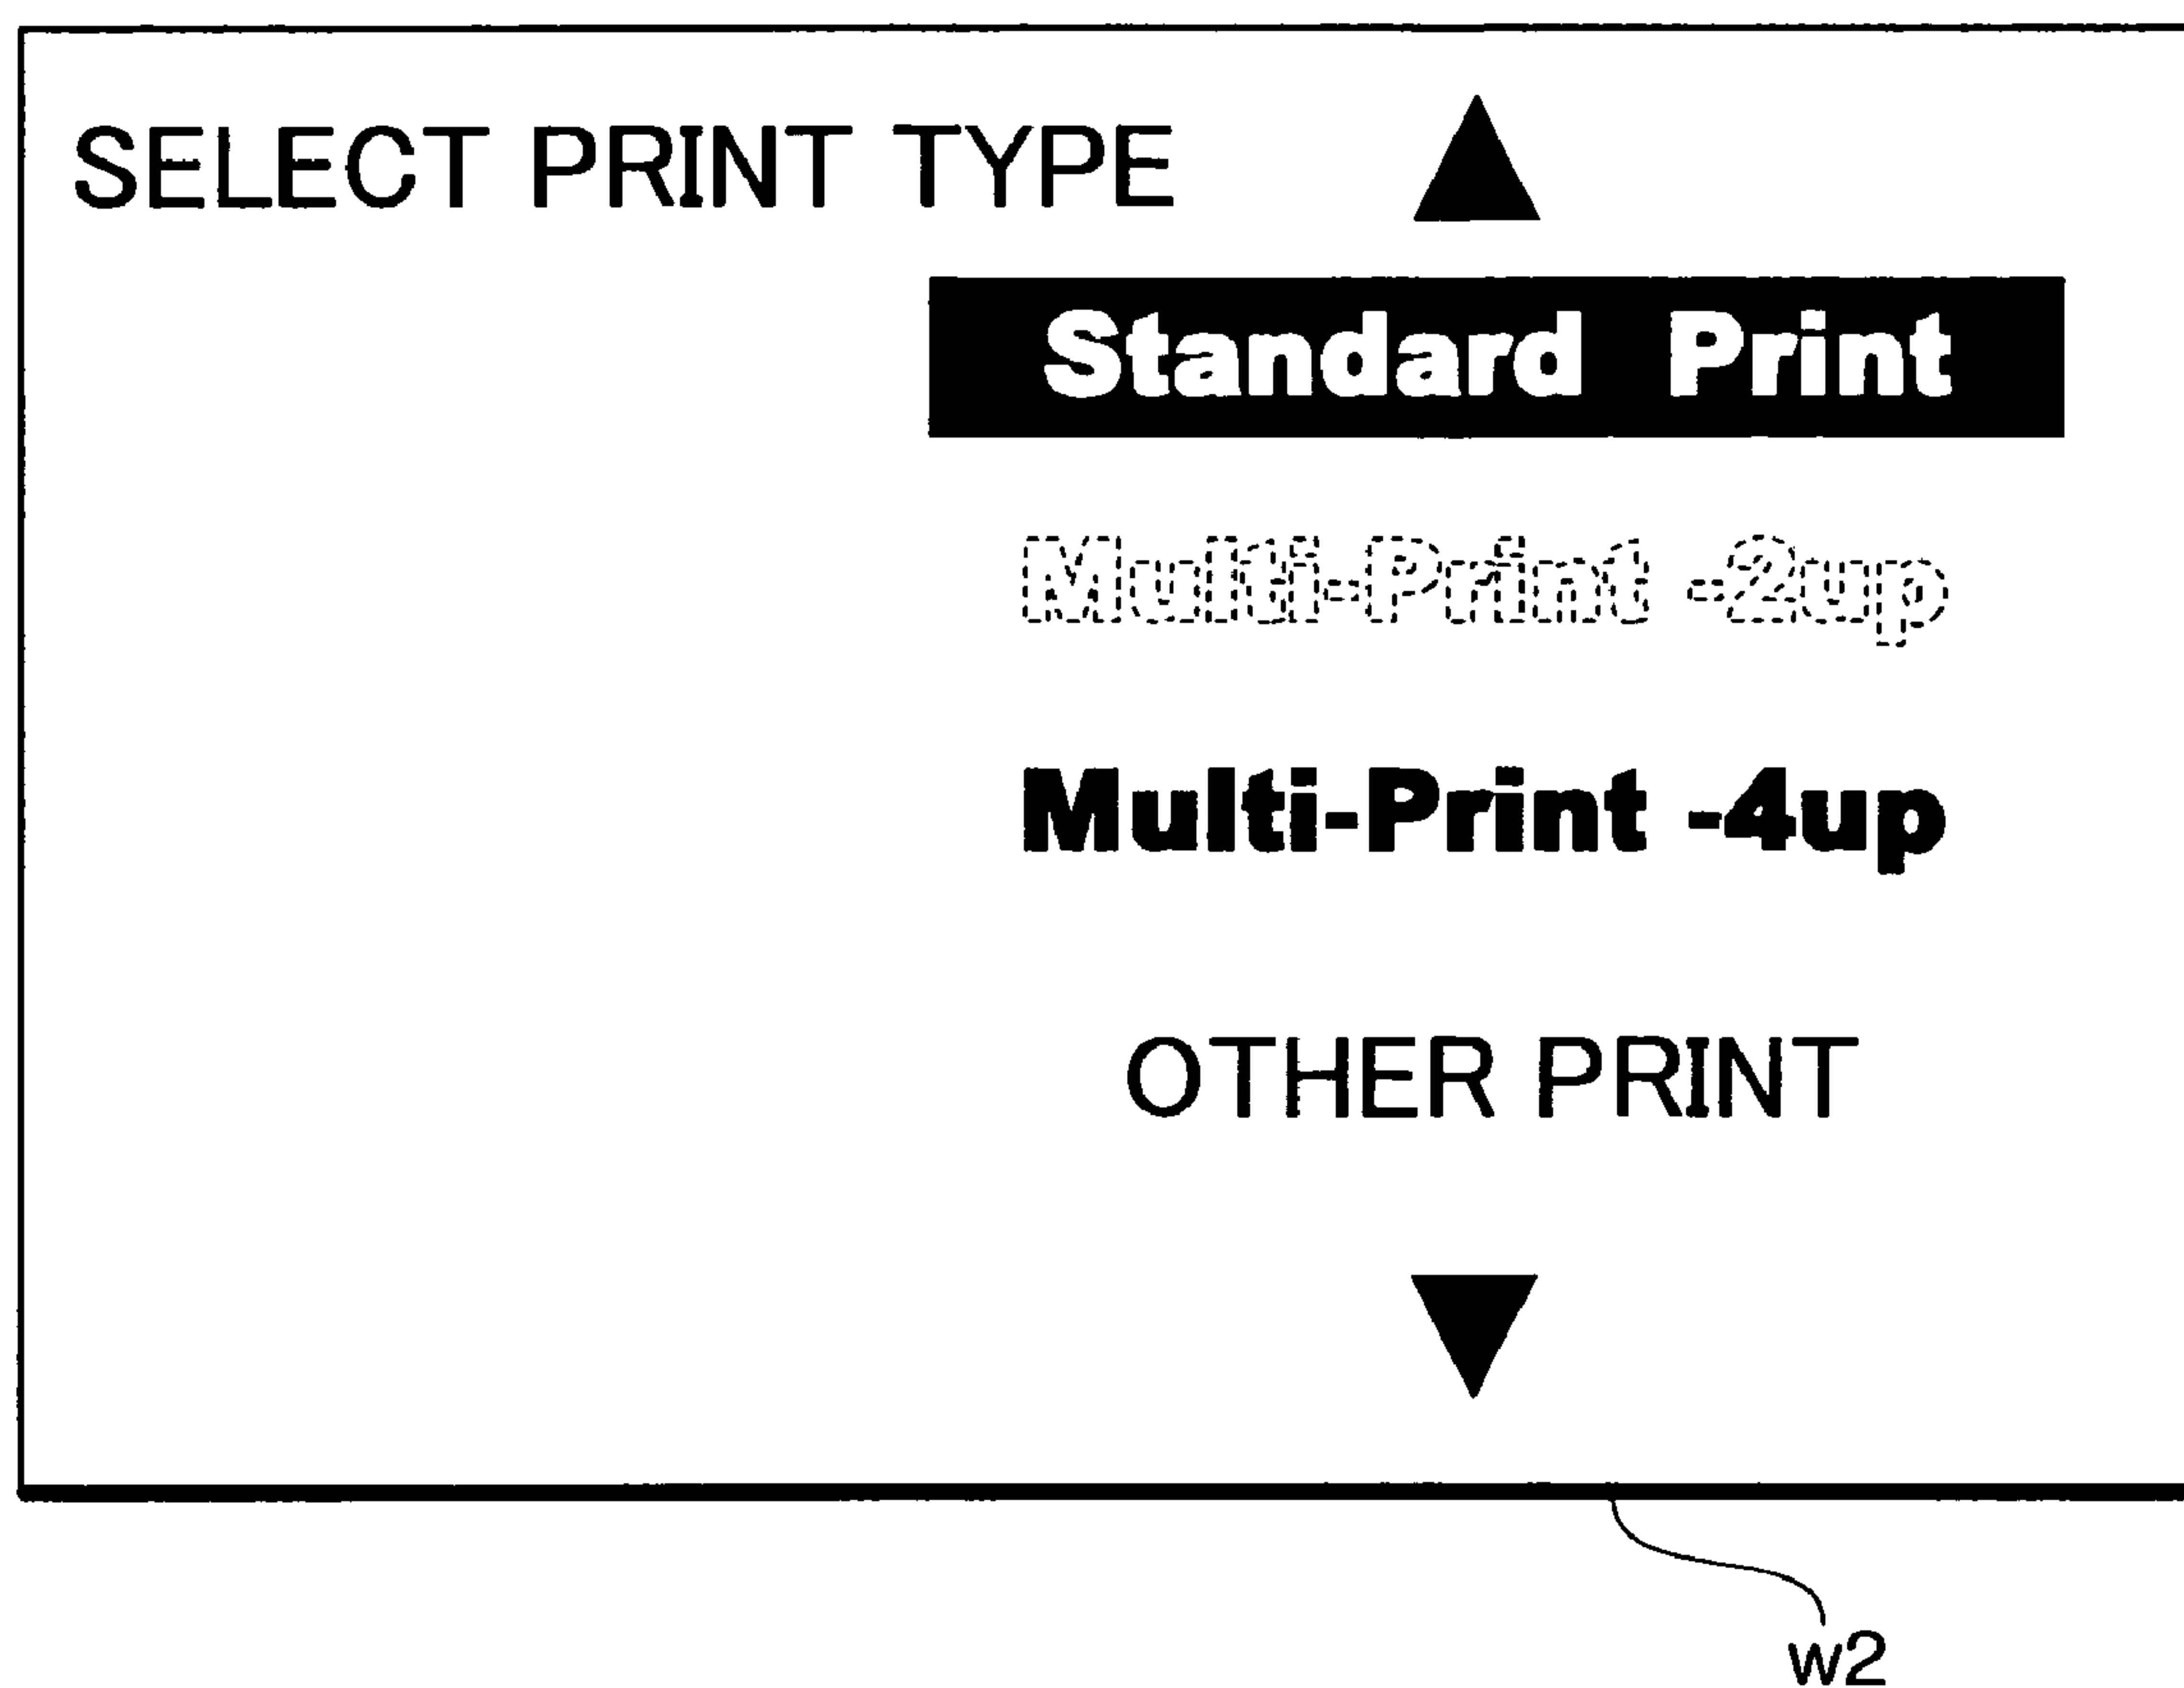 SELECT PRINT TYPE
Standard Print
Multi-Print -2up
Multi-Print -4up
OTHER PRINT
w2